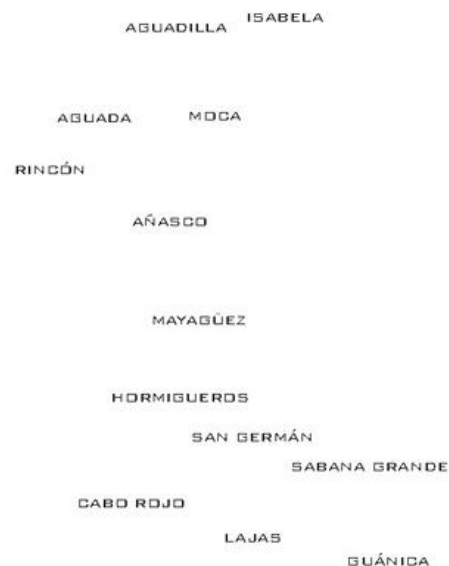 ISABELA
AGUADILLA
AGUADA
MOCA
RINCÓN
AÑASCO
MAYAGÜEZ
HORMIGUEROS
SAN GERMÁN
SABANA GRANDE
CABO ROJO
LAJAS
GUÁNICA